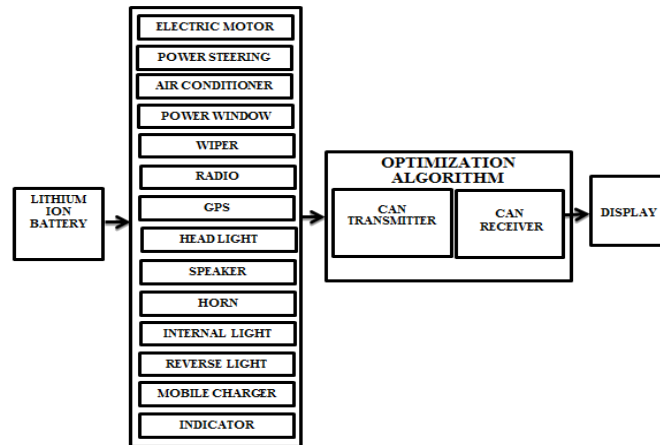 LITHIUM
ION
BATTERY
ELECTRIC MOTOR
POWER STEERING
AIR CONDITIONER
POWER WINDOW
WIPER
RADIO
GPS
HEAD LIGHT
SPEAKER
HORN
INTERNAL LIGHT
REVERSE LIGHT
MOBILE CHARGER
INDICATOR
OPTIMIZATION
ALGORITHM
CAN
TRANSMITTER
CAN
RECEIVER
DISPLAY